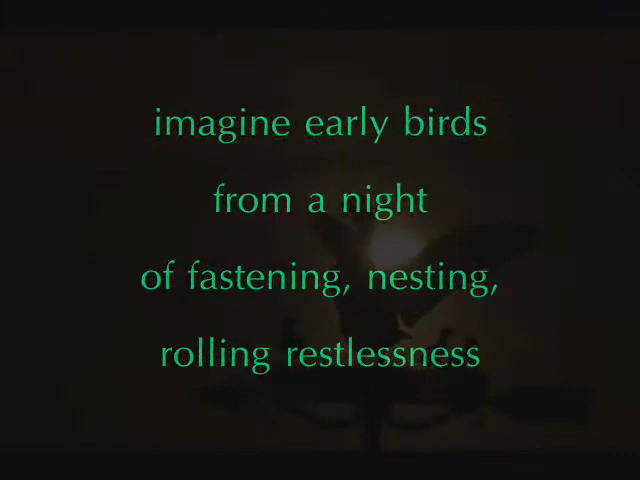 imagine early birds
from a night
of fastening, nesting,
rolling restlessness